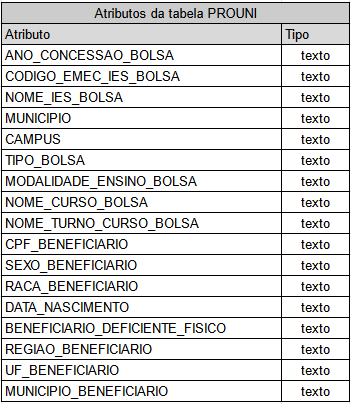 Atributos da tabela PROUNI
Atributo Tipo
ANO_CONCESSAO_BOLSA texto
CODIGO_EMEC_IES_BOLSA texto
NOME_IES_BOLSA texto
MUNICIPIO texto
CAMPUS texto
TIPO_BOLSA texto
MODALIDADE_ENSINO_BOLSA texto
NOME_CURSO_BOLSA texto
NOME_TURNO_CURSO_BOLSA texto
CPF_BENEFICIARIO texto
SEXO_BENEFICIARIO texto
RACA_BENEFICIARIO texto
DATA_NASCIMENTO texto
BENEFICIARIO_DEFICIENTE_FISICO texto
REGIAO_BENEFICIARIO texto
UF_BENEFICIARIO texto
MUNICIPIO_BENEFICIARIO texto